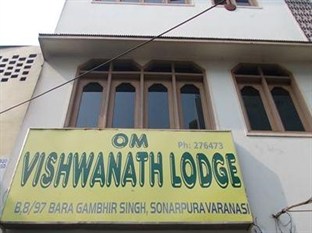 OM
Ph: 276473
VISHWANATH LODGE
B,8/97 BARA GAMBHIR SINGH, SONARPURA VARANASI